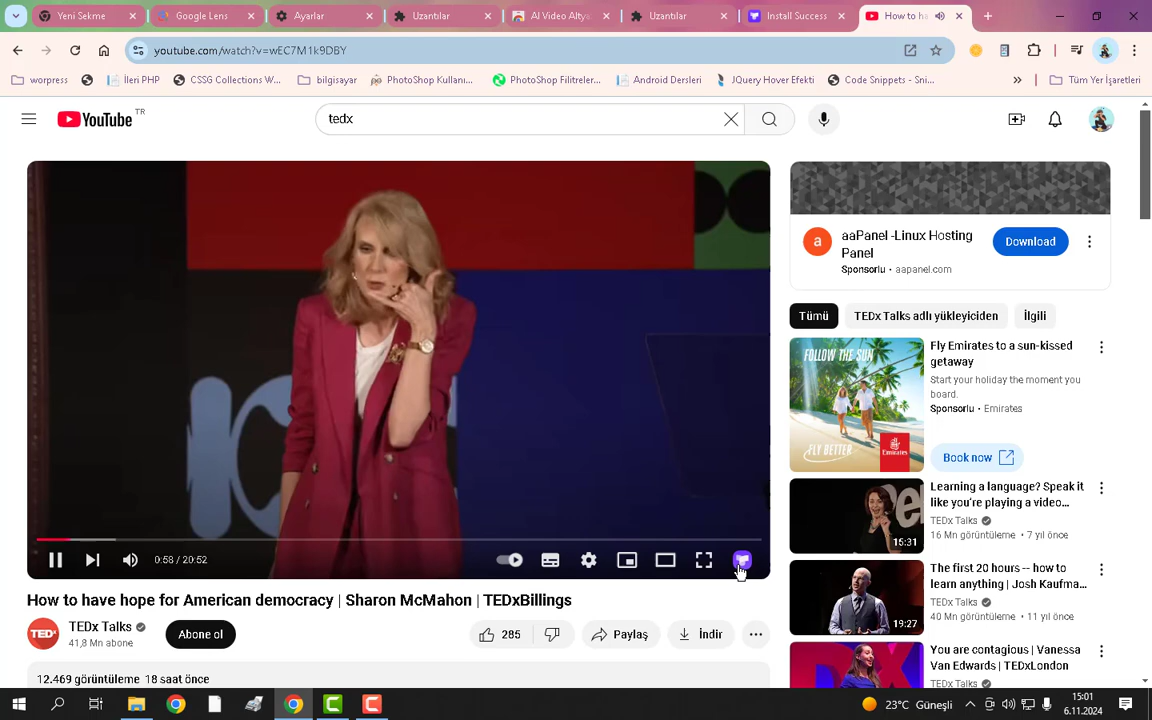 Yeni Sekme
Google Lens
Ayarlar
Uzantılar
AI Video Altya
Uzantılar
Install Success
How to ha
youtube.com/watch?v=wEC7M1k9DBY
worpress
İleri PHP
CSSG Collections W...
bilgisayar
PhotoShop Kullanı...
PhotoShop Filitreler...
Android Dersleri
JQuery Hover Efekti
Code Snippets - Sni...
»
Tüm Yer İşaretleri
YouTube TR
tedx
aaPanel -Linux Hosting
Panel
Sponsorlu • aapanel.com
Download
Tümü
TEDx Talks adlı yükleyiciden
İlgili
FOLLOW THE SUN
FLY BETTER
Emirates
Fly Emirates to a sun-kissed
getaway
Start your holiday the moment you
board.
Sponsorlu • Emirates
Book now
0:58 / 20:52
How to have hope for American democracy | Sharon McMahon | TEDxBillings
TED
TEDx Talks
41,8 Mn abone
Abone ol
285
Paylaş
İndir
12.469 görüntüleme 18 saat önce
15:31
Learning a language? Speak it
like you're playing a video...
TEDx Talks
16 Mn görüntüleme • 7 yıl önce
19:27
The first 20 hours -- how to
learn anything | Josh Kaufma...
TEDx Talks
40 Mn görüntüleme • 11 yıl önce
You are contagious | Vanessa
Van Edwards | TEDxLondon
TEDx Talks
23°C Güneşli
15:01
6.11.2024